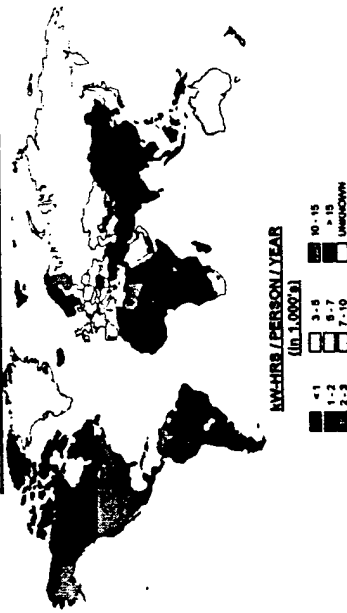 KW-HRS / PERSON / YEAR
(In 1,000's)
<1
1 - 2
2 - 3
3 - 5
5 - 7
7 - 10
10 - 15
> 15
UNKNOWN